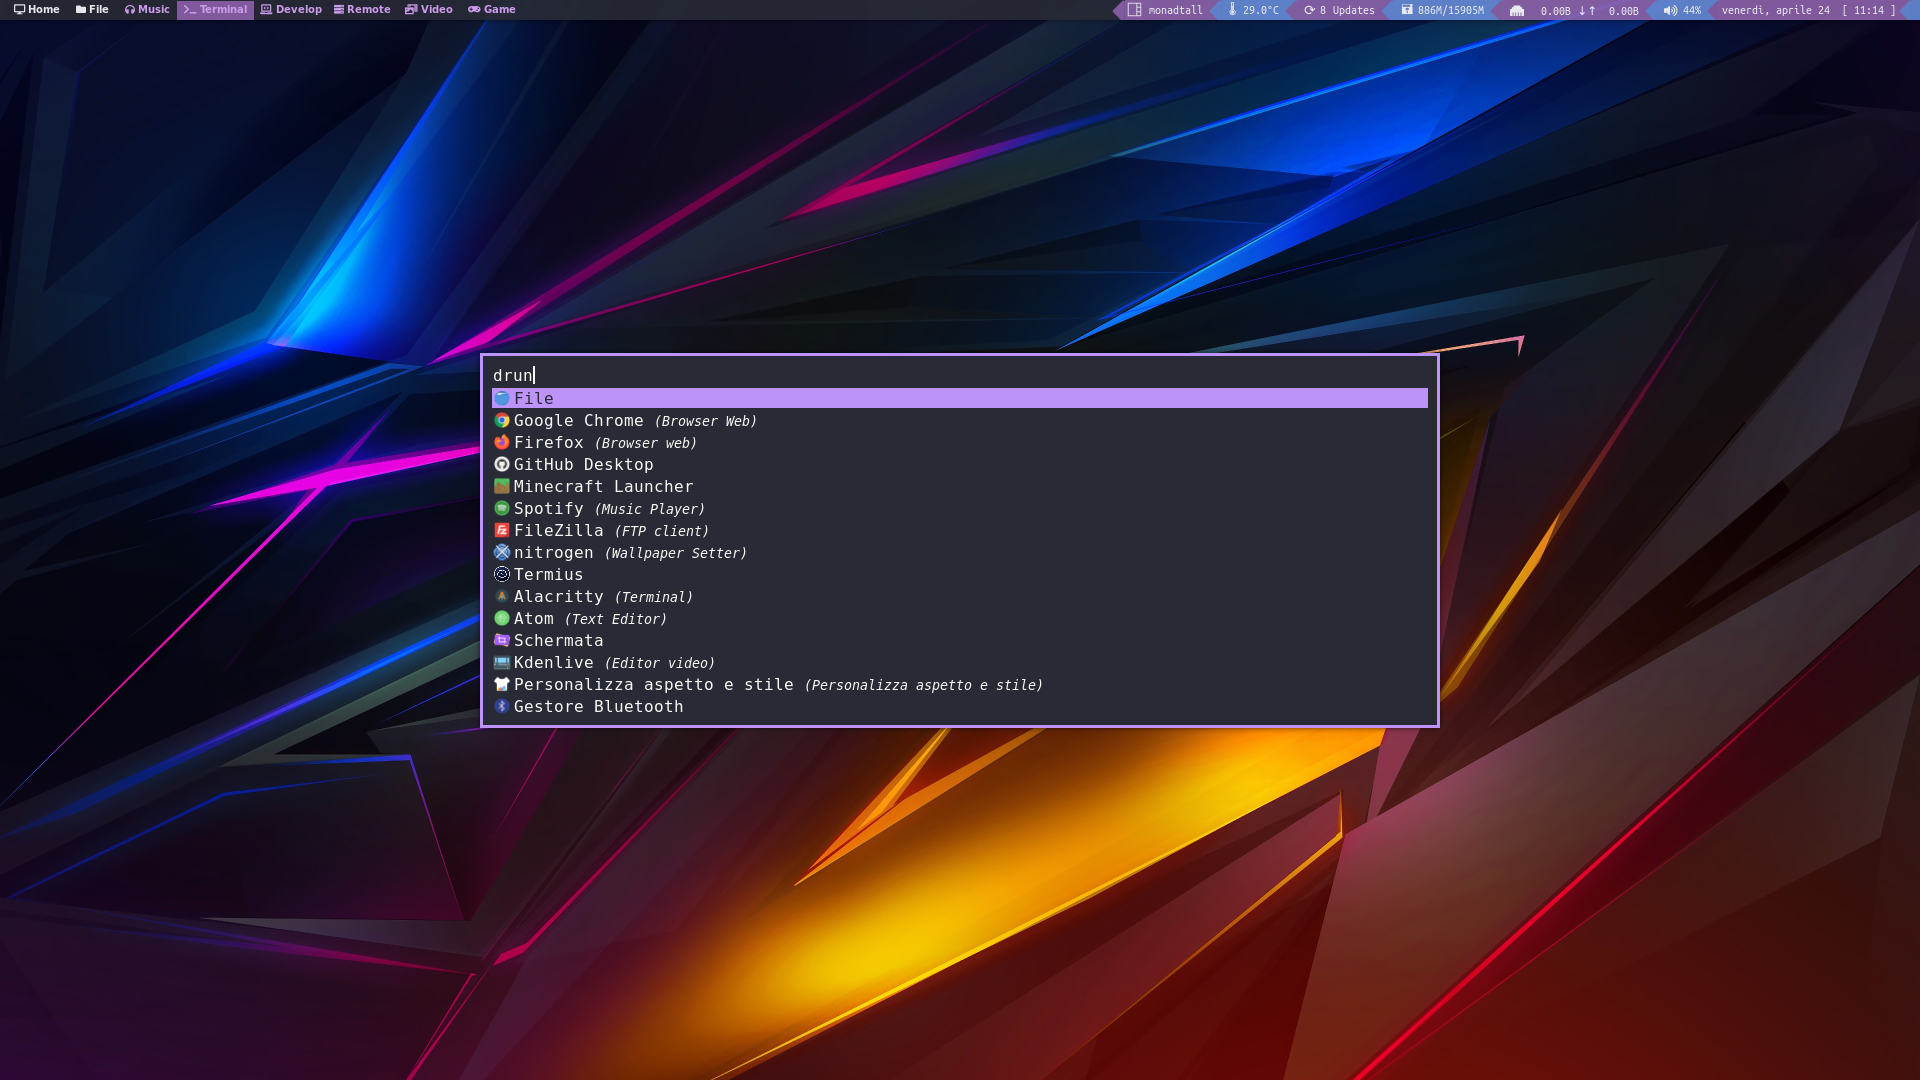 Home File Music Terminal Develop Remote Video Game monadtall 29.0°C 8 Updates 886M/15905M 0.00B ↓↑ 0.00B 44% venerdì, aprile 24 [ 11:14 ]
drun
File
Google Chrome (Browser Web)
Firefox (Browser web)
GitHub Desktop
Minecraft Launcher
Spotify (Music Player)
FileZilla (FTP client)
nitrogen (Wallpaper Setter)
Termius
Alacritty (Terminal)
Atom (Text Editor)
Schermata
Kdenlive (Editor video)
Personalizza aspetto e stile (Personalizza aspetto e stile)
Gestore Bluetooth